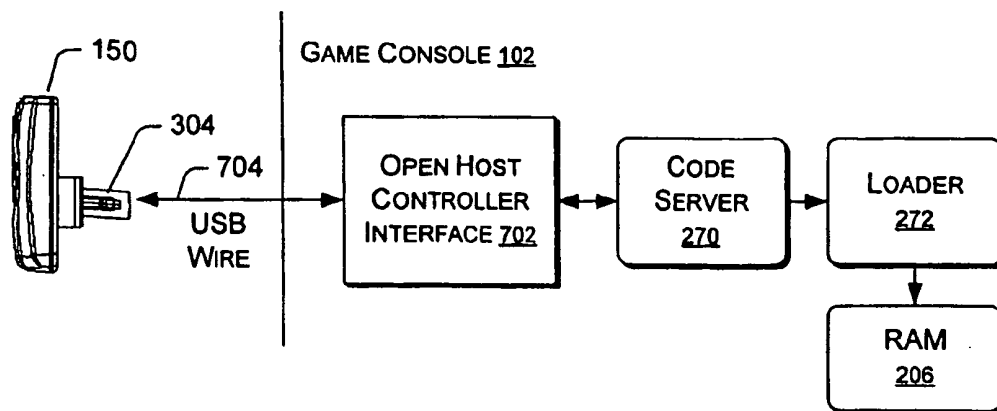 150
304
704
USB
WIRE
GAME CONSOLE 102
OPEN HOST
CONTROLLER
INTERFACE 702
CODE
SERVER
270
LOADER
272
RAM
206